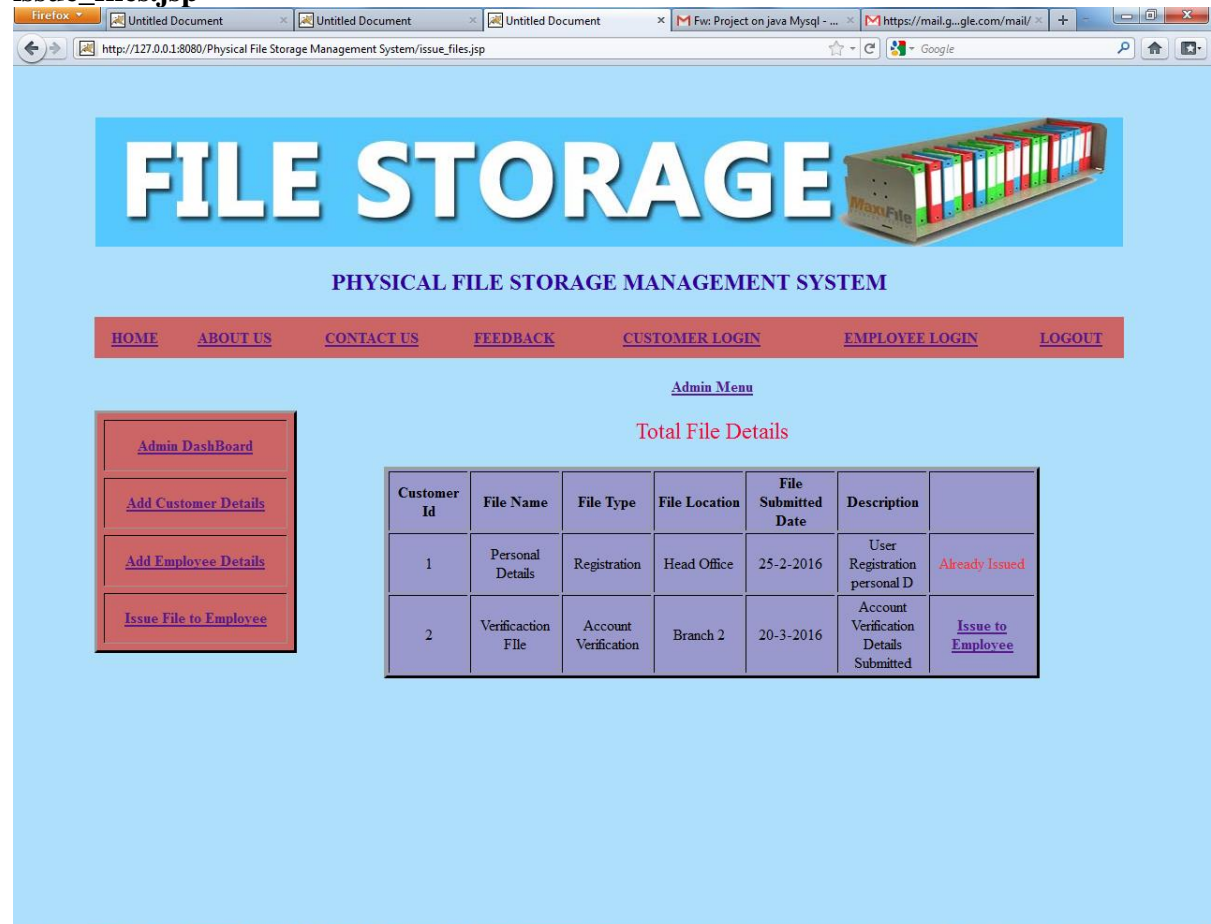 issue_files.jsp
Firefox
Untitled Document
Untitled Document
Untitled Document
Fw: Project on java Mysql - ...
https://mail.g...gle.com/mail/
http://127.0.0.1:8080/Physical File Storage Management System/issue_files.jsp
Google
FILE STORAGE
MaxiFile
PHYSICAL FILE STORAGE MANAGEMENT SYSTEM
HOME ABOUT US CONTACT US FEEDBACK CUSTOMER LOGIN EMPLOYEE LOGIN LOGOUT
Admin Menu
Admin DashBoard
Add Customer Details
Add Employee Details
Issue File to Employee
Total File Details
Customer
Id
File Name
File Type
File Location
File
Submitted
Date
Description
1
Personal
Details
Registration
Head Office
25-2-2016
User
Registration
personal D
Already Issued
2
Verificaction
FIle
Account
Verification
Branch 2
20-3-2016
Account
Verification
Details
Submitted
Issue to
Employee